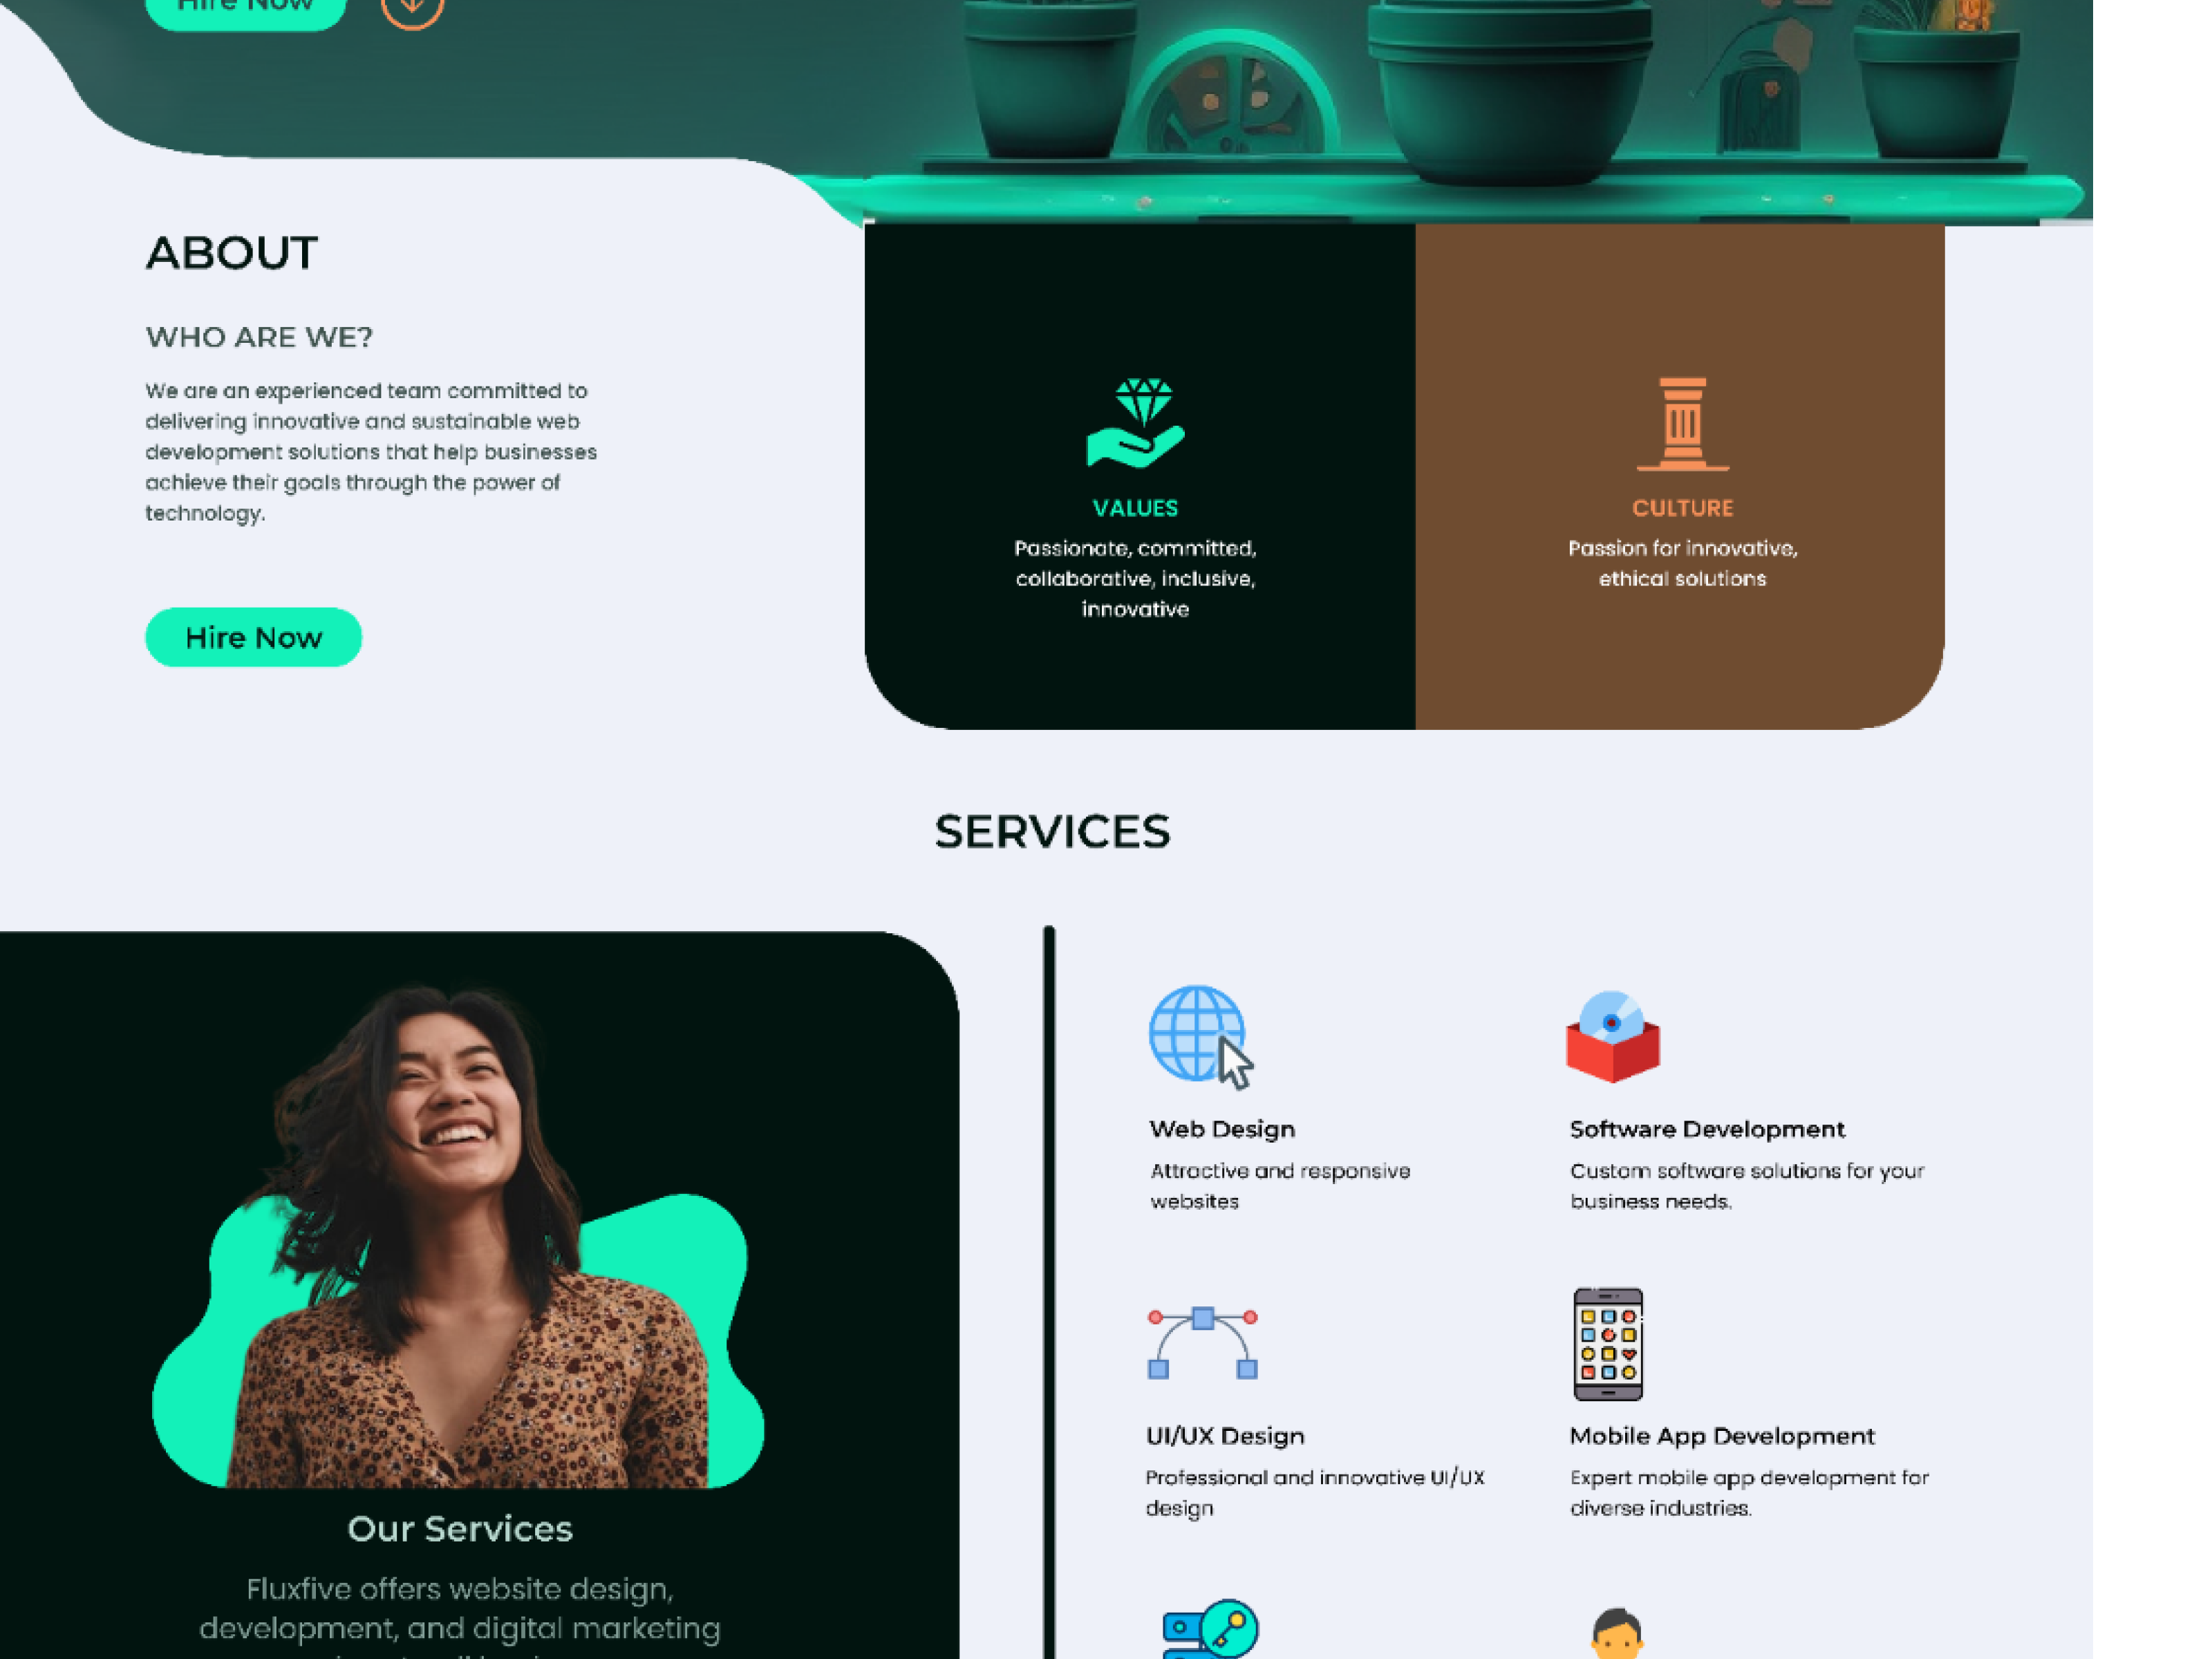 Hire Now
ABOUT
WHO ARE WE?
We are an experienced team committed to
delivering innovative and sustainable web
development solutions that help businesses
achieve their goals through the power of
technology.
Hire Now
VALUES
Passionate, committed,
collaborative, inclusive,
innovative
CULTURE
Passion for innovative,
ethical solutions
SERVICES
Our Services
Fluxfive offers website design,
development, and digital marketing
Web Design
Attractive and responsive
websites
Software Development
Custom software solutions for your
business needs.
UI/UX Design
Professional and innovative UI/UX
design
Mobile App Development
Expert mobile app development for
diverse industries.